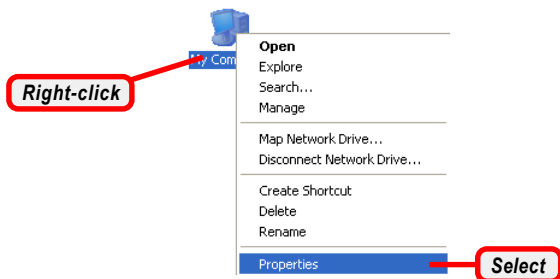 My Com
Right-click
Open
Explore
Search...
Manage
Map Network Drive...
Disconnect Network Drive...
Create Shortcut
Delete
Rename
Properties
Select